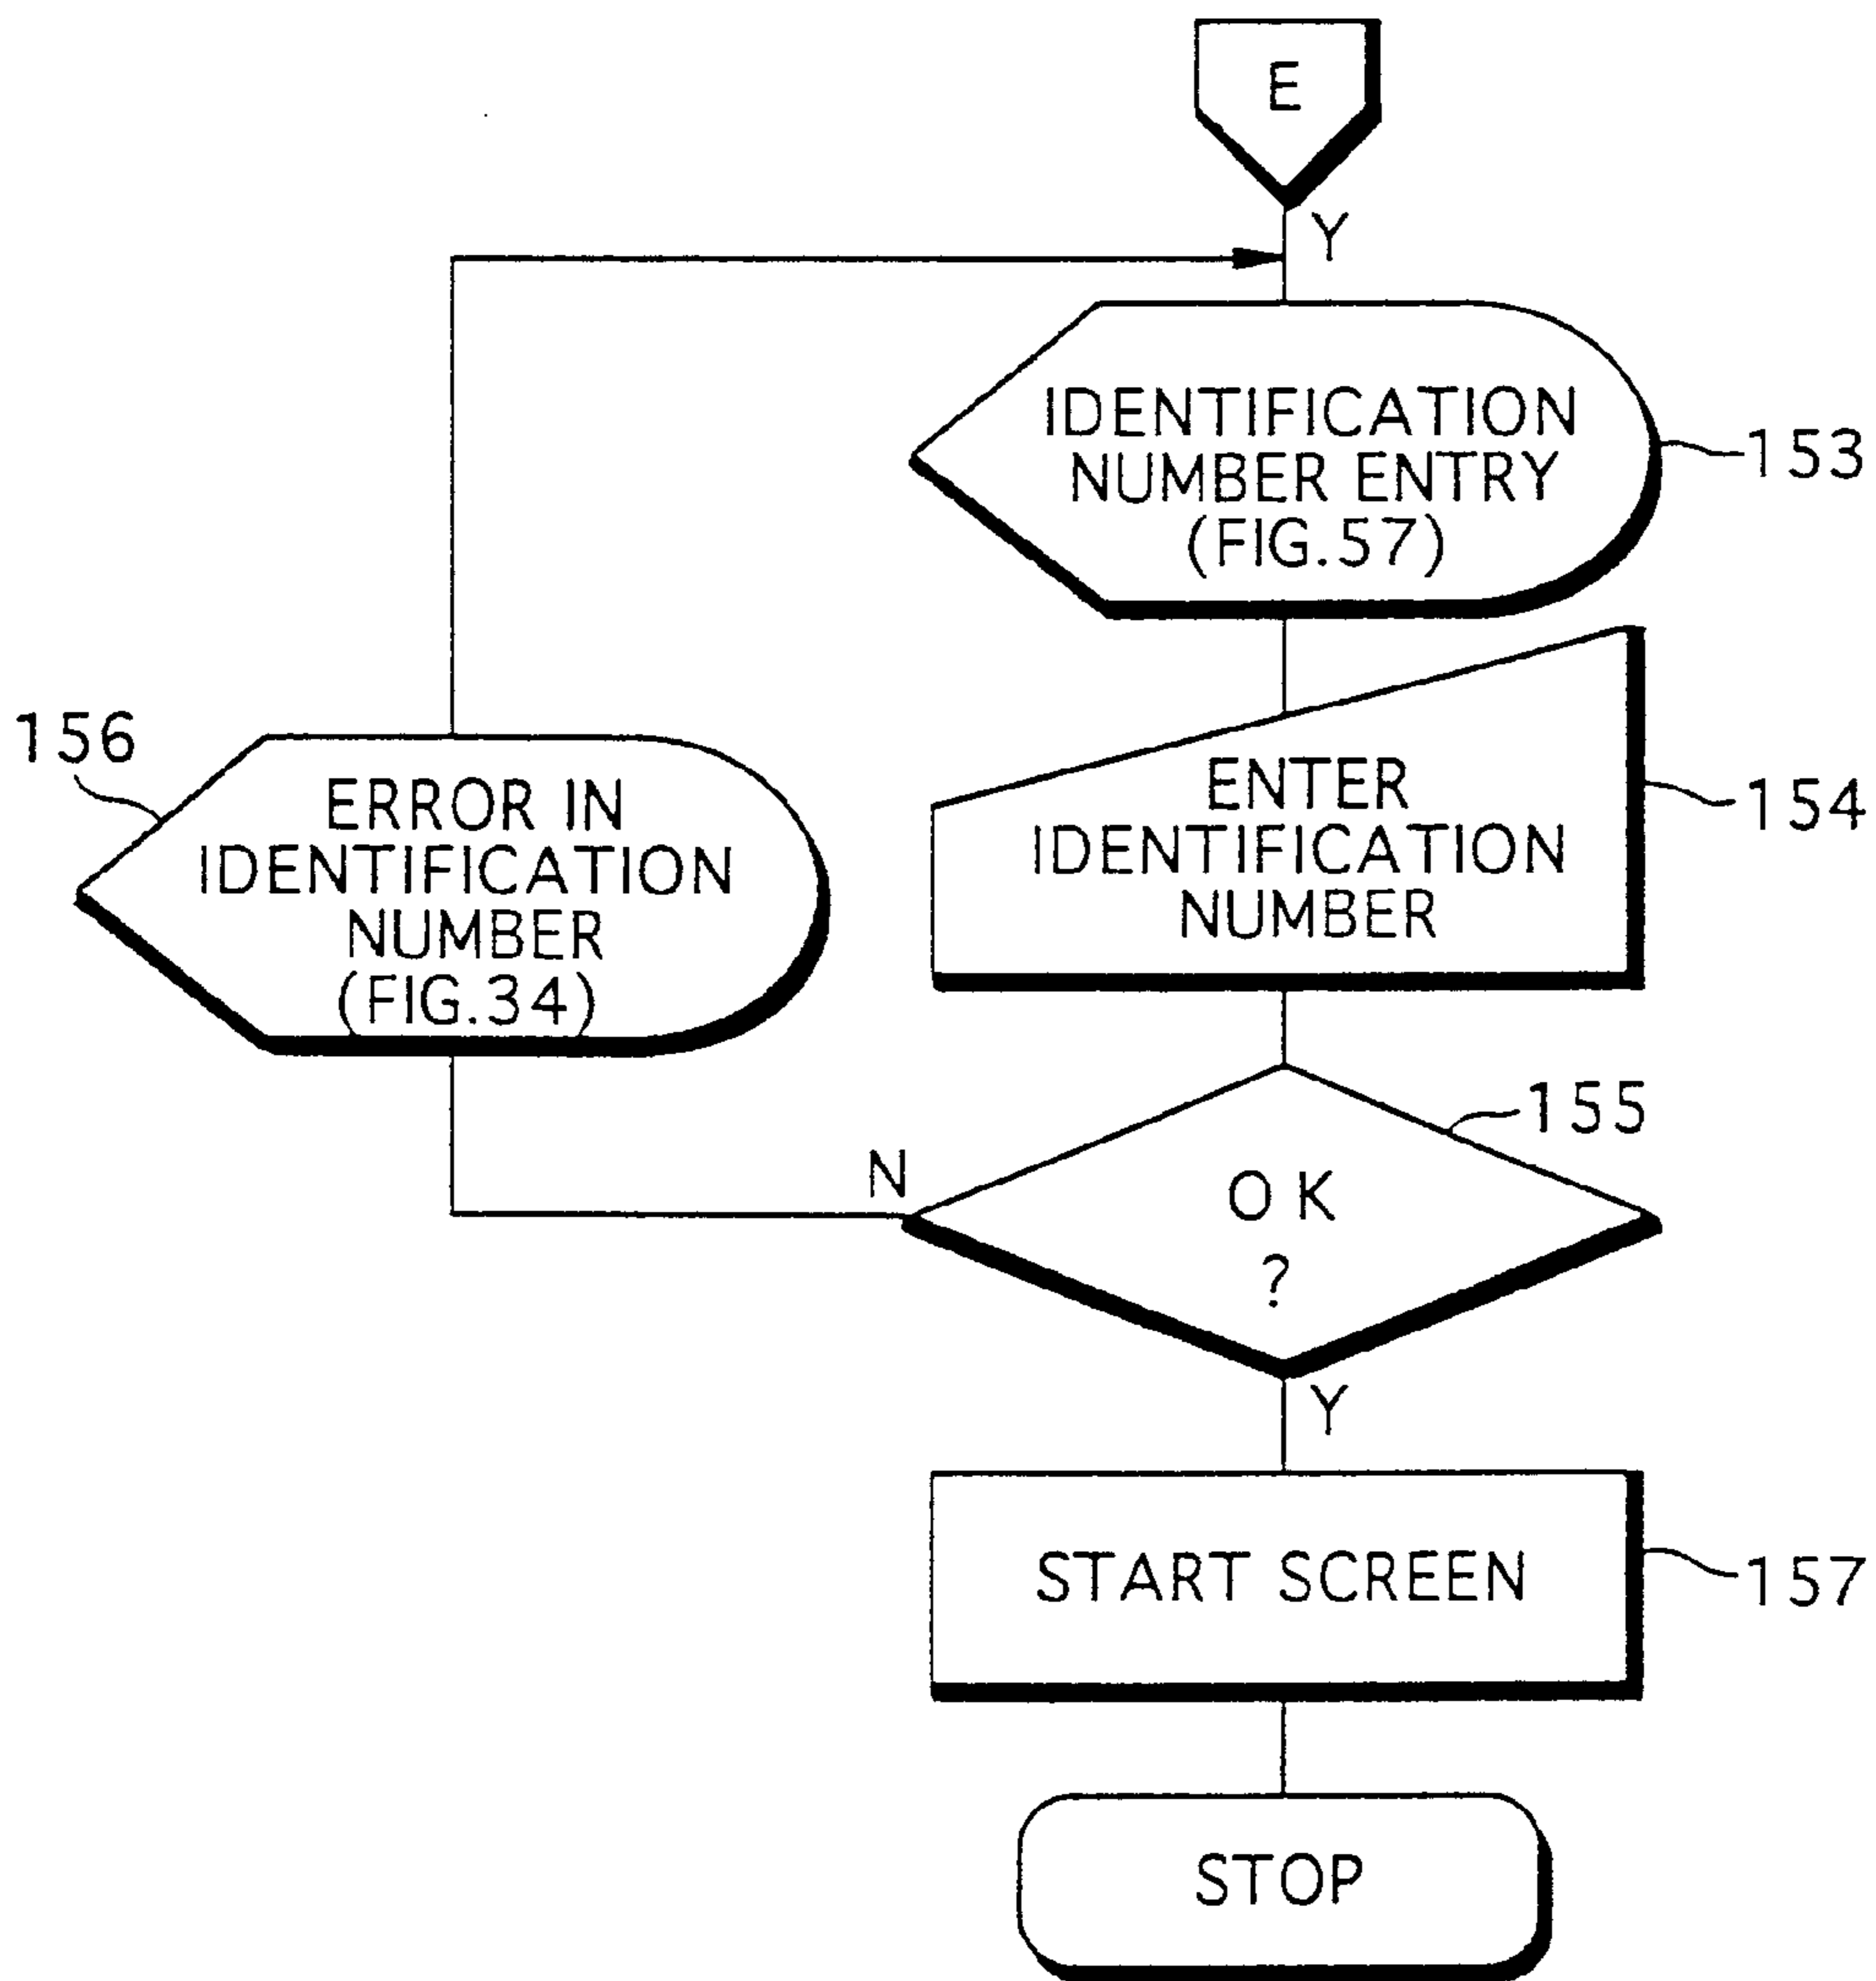 E
Y
IDENTIFICATION
NUMBER ENTRY
(FIG.57)
153
156
ERROR IN
IDENTIFICATION
NUMBER
(FIG.34)
ENTER
IDENTIFICATION
NUMBER
154
155
N
OK
?
Y
START SCREEN
157
STOP